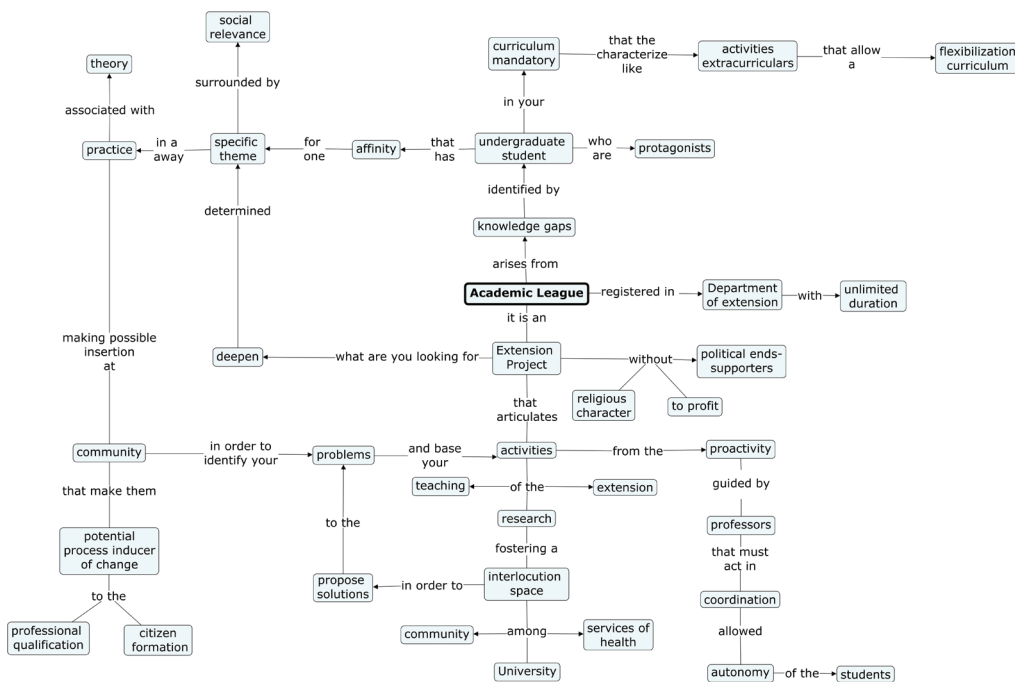 social
relevance
curriculum
mandatory
that the
characterize
like
activities
extracurriculars
that allow
a
flexibilization
curriculum
theory
surrounded by
associated with
in your
practice
in a
away
specific
theme
for
one
affinity
that
has
undergraduate
student
who
are
protagonists
identified by
determined
knowledge gaps
arises from
Academic League
registered in
Department
of extension
with
unlimited
duration
it is an
making possible
insertion
at
deepen
what are you looking for
Extension
Project
without
political ends-
supporters
religious
character
to profit
that
articulates
community
in order to
identify your
problems
and base
your
activities
from the
proactivity
that make them
teaching
of the
extension
guided by
research
to the
professors
potential
process inducer
of change
fostering a
that must
act in
propose
solutions
in order to
interlocution
space
coordination
to the
professional
qualification
citizen
formation
community
among
services of
health
allowed
University
autonomy
of the
students